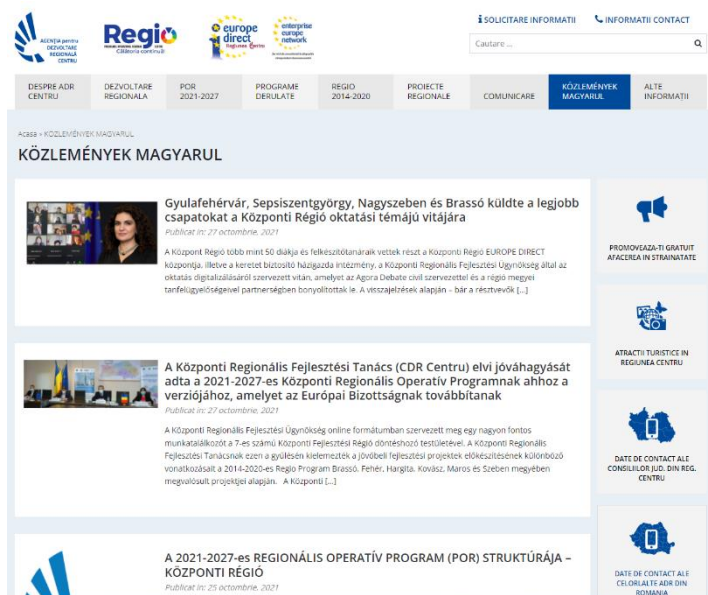 AGENȚIA pentru
DEZVOLTARE
REGIONALĂ
CENTRU
Regio
Călătoria continuă!
europe
direct
Regiunea Centru
enterprise
europe
network
SOLICITARE INFORMATII
INFORMATII CONTACT
Cautare ...
DESPRE ADR
CENTRU
DEZVOLTARE
REGIONALA
POR
2021-2027
PROGRAME
DERULATE
REGIO
2014-2020
PROIECTE
REGIONALE
COMUNICARE
KÖZLEMÉNYEK
MAGYARUL
ALTE
INFORMAȚII
Acasa » KÖZLEMÉNYEK MAGYARUL
KÖZLEMÉNYEK MAGYARUL
Gyulafehérvár, Sepsiszentgyörgy, Nagyszeben és Brassó küldte a legjobb
csapatokat a Központi Régió oktatási témájú vitájára
Publicat in: 27 octombrie, 2021
A Központ Régió több mint 50 diákja és felkészítőtanáraik vettek részt a Központi Régió EUROPE DIRECT
központja, illetve a keretet biztosító házigazda intézmény, a Központi Regionális Fejlesztési Ügynökség által az
oktatás digitalizálásáról szervezett vitán, amelyet az Agora Debate civil szervezettel és a régió megyei
tanfelügyelőségeivel partnerségben bonyolítottak le. A visszajelzések alapján – bár a résztvevők [...]
A Központi Regionális Fejlesztési Tanács (CDR Centru) elvi jóváhagyását
adta a 2021-2027-es Központi Regionális Operatív Programnak ahhoz a
verziójához, amelyet az Európai Bizottságnak továbbítanak
Publicat in: 27 octombrie, 2021
A Központi Regionális Fejlesztési Ügynökség online formátumban szervezett meg egy nagyon fontos
munkatalálkozót a 7-es számú Központi Fejlesztési Régió döntéshozó testületével. A Központi Regionális
Fejlesztési Tanácsnak ezen a gyűlésén kielemezték a jövőbeli fejlesztési projektek előkészítésének különböző
vonatkozásait a 2014-2020-es Regio Program Brassó, Fehér, Hargita, Kovász, Maros és Szeben megyében
megvalósult projektjei alapján. A Központi [...]
A 2021-2027-es REGIONÁLIS OPERATÍV PROGRAM (POR) STRUKTÚRÁJA –
KÖZPONTI RÉGIÓ
Publicat in: 25 octombrie, 2021
PROMOVEAZA-TI GRATUIT
AFACEREA IN STRAINATATE
ATRACTII TURISTICE IN
REGIUNEA CENTRU
DATE DE CONTACT ALE
CONSILIILOR JUD. DIN REG.
CENTRU
DATE DE CONTACT ALE
CELORLALTE ADR DIN
ROMANIA